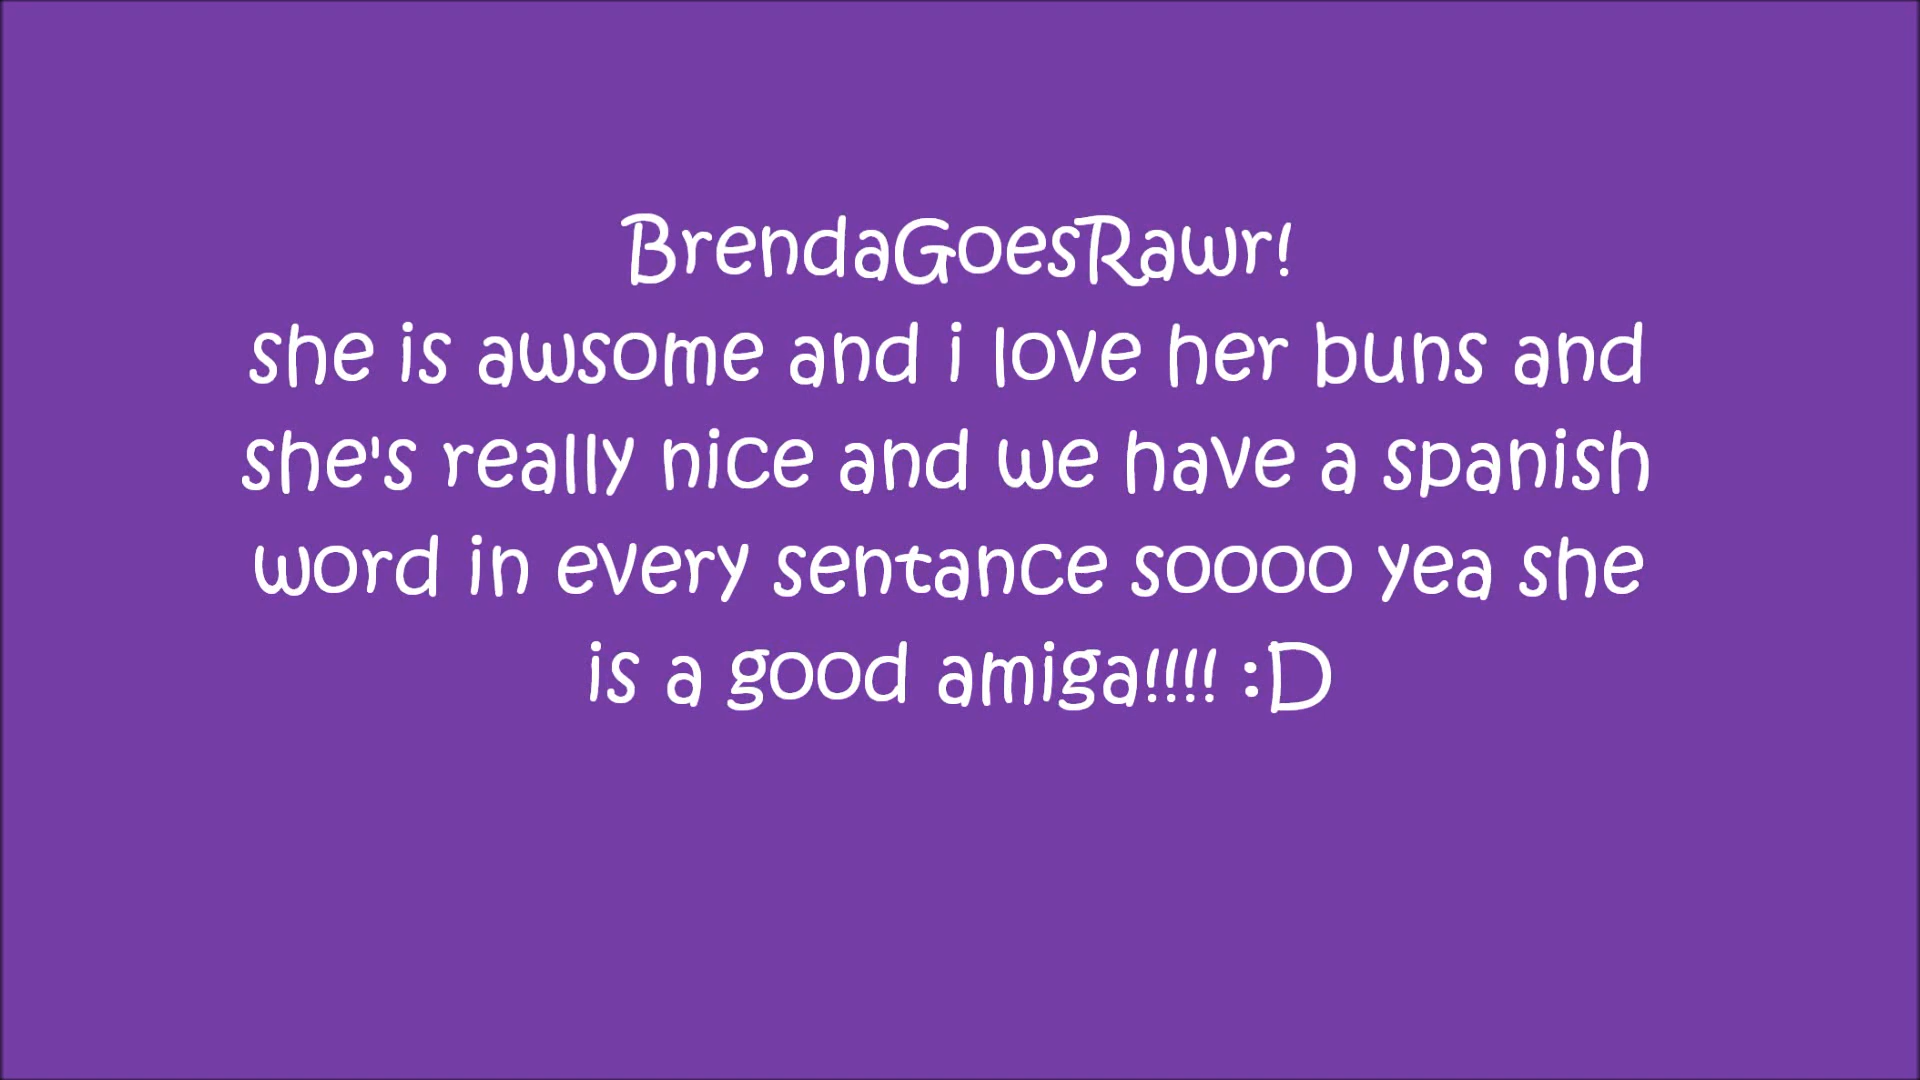 BrendaGoesRawr!
she is awsome and i love her buns and
she's really nice and we have a spanish
word in every sentance soooo yea she
is a good amiga!!!! :D